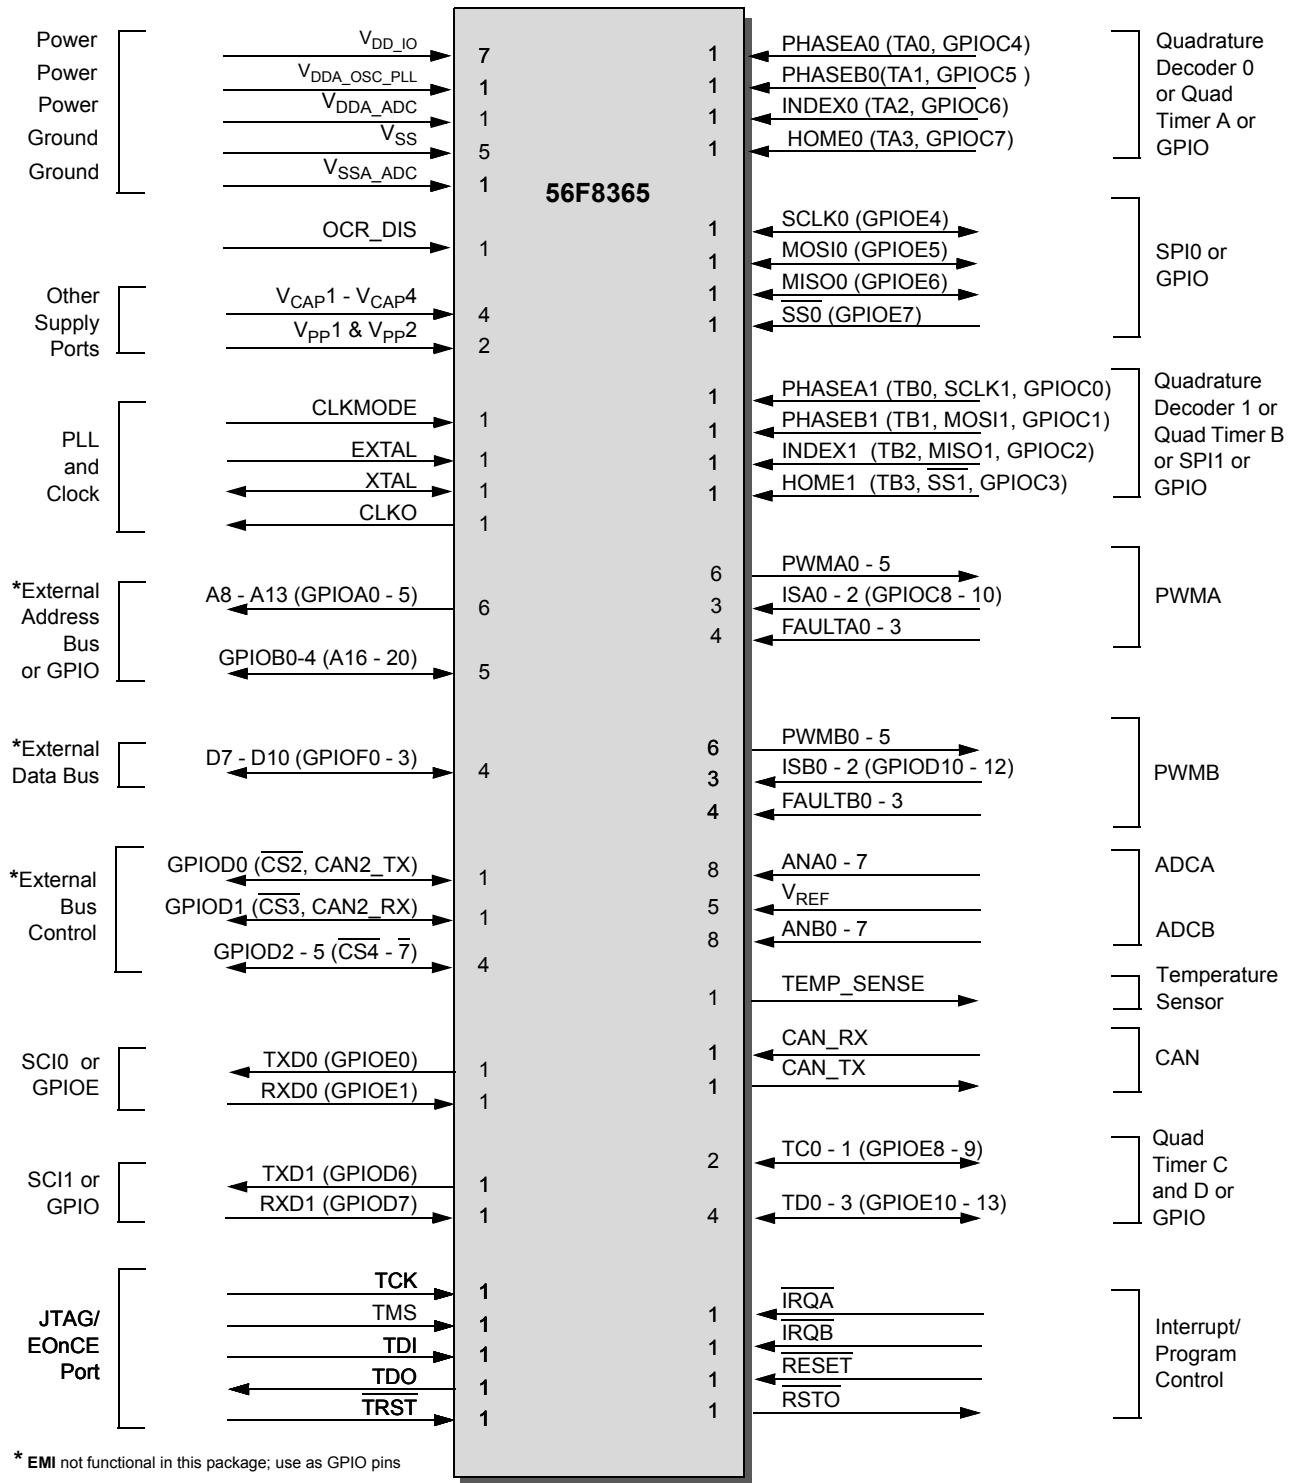 Power
Power
Power
Ground
Ground
VDD_IO
7
VDDA_OSC_PLL
1
VDDA_ADC
1
VSS
5
VSSA_ADC
1
OCR_DIS
1
Other
Supply
Ports
VCAP1 - VCAP4
4
VPP1 & VPP2
2
PLL
and
Clock
CLKMODE
1
EXTAL
1
XTAL
1
CLKO
1
*External
Address
Bus
or GPIO
A8 - A13 (GPIOA0 - 5)
6
GPIOB0-4 (A16 - 20)
5
*External
Data Bus
D7 - D10 (GPIOF0 - 3)
4
*External
Bus
Control
GPIOD0 (C̅S̅2̅, CAN2_TX)
1
GPIOD1 (C̅S̅3̅, CAN2_RX)
1
GPIOD2 - 5 (C̅S̅4̅ - 7̅)
4
SCI0 or
GPIOE
TXD0 (GPIOE0)
1
RXD0 (GPIOE1)
1
SCI1 or
GPIO
TXD1 (GPIOD6)
1
RXD1 (GPIOD7)
1
JTAG/
EOnCE
Port
TCK
1
TMS
1
TDI
1
TDO
1
T̅R̅S̅T̅
1
56F8365
1
PHASEA0 (TA0, GPIOC4)
1
PHASEB0(TA1, GPIOC5 )
1
INDEX0 (TA2, GPIOC6)
1
HOME0 (TA3, GPIOC7)
Quadrature
Decoder 0
or Quad
Timer A or
GPIO
1
SCLK0 (GPIOE4)
1
MOSI0 (GPIOE5)
1
MISO0 (GPIOE6)
1
S̅S̅0̅ (GPIOE7)
SPI0 or
GPIO
1
PHASEA1 (TB0, SCLK1, GPIOC0)
1
PHASEB1 (TB1, MOSI1, GPIOC1)
1
INDEX1 (TB2, MISO1, GPIOC2)
1
HOME1 (TB3, S̅S̅1̅, GPIOC3)
Quadrature
Decoder 1 or
Quad Timer B
or SPI1 or
GPIO
6
PWMA0 - 5
3
ISA0 - 2 (GPIOC8 - 10)
4
FAULTA0 - 3
PWMA
6
PWMB0 - 5
3
ISB0 - 2 (GPIOD10 - 12)
4
FAULTB0 - 3
PWMB
8
ANA0 - 7
5
VREF
8
ANB0 - 7
ADCA
ADCB
1
TEMP_SENSE
Temperature
Sensor
1
CAN_RX
1
CAN_TX
CAN
2
TC0 - 1 (GPIOE8 - 9)
4
TD0 - 3 (GPIOE10 - 13)
Quad
Timer C
and D or
GPIO
1
I̅R̅Q̅A̅
1
I̅R̅Q̅B̅
1
R̅E̅S̅E̅T̅
1
R̅S̅T̅O̅
Interrupt/
Program
Control
* EMI not functional in this package; use as GPIO pins